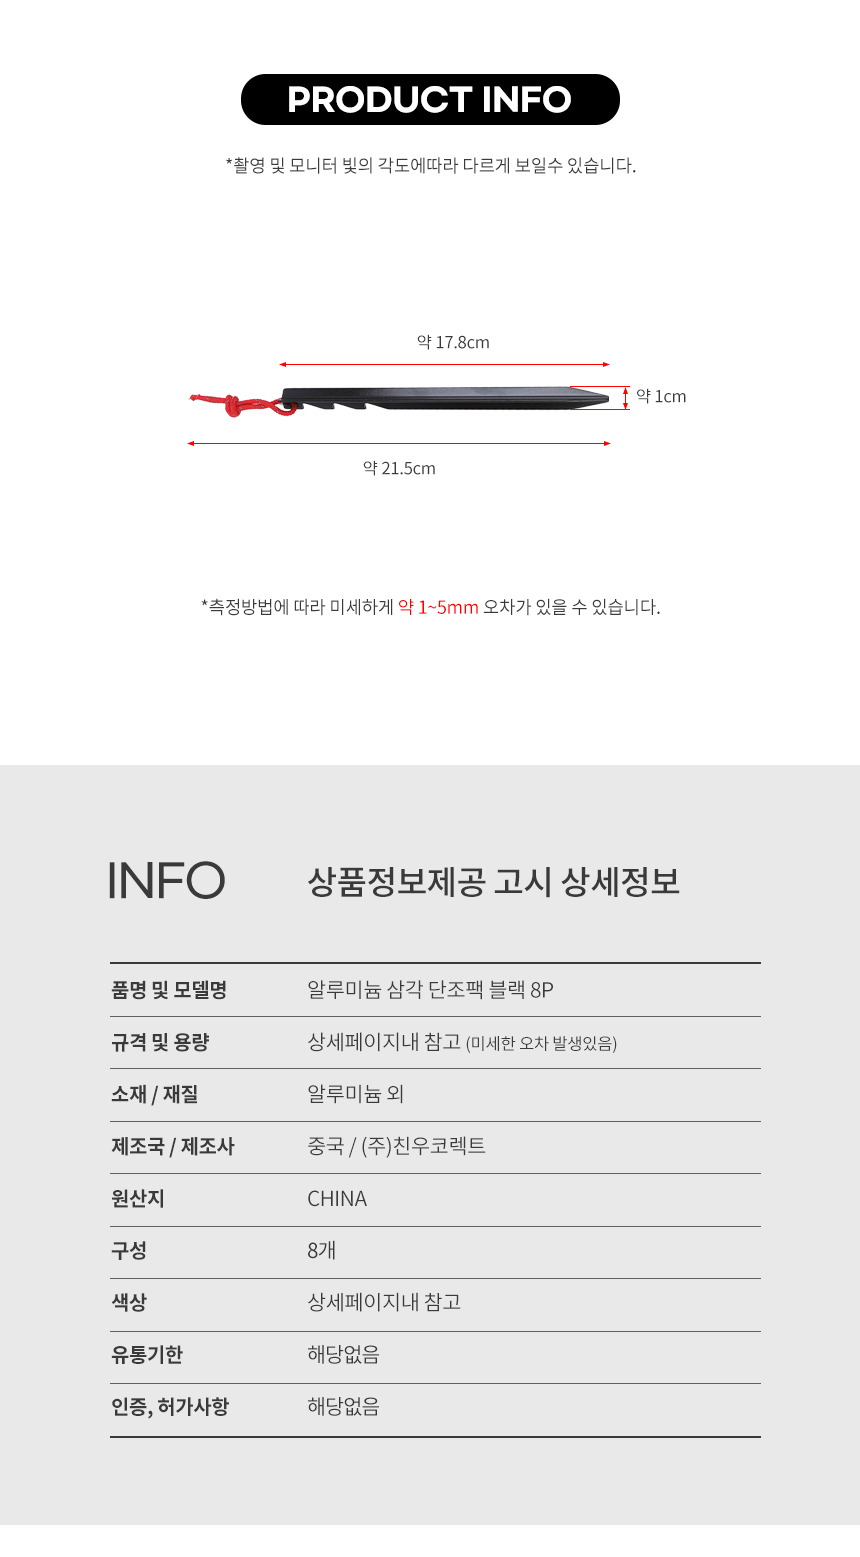 PRODUCT INFO
*촬영 및 모니터 빛의 각도에따라 다르게 보일수 있습니다.
약 17.8cm
약 1cm
약 21.5cm
*측정방법에 따라 미세하게 약 1~5mm 오차가 있을 수 있습니다.
INFO 상품정보제공 고시 상세정보
품명 및 모델명 알루미늄 삼각 단조팩 블랙 8P
규격 및 용량 상세페이지내 참고 (미세한 오차 발생있음)
소재 / 재질 알루미늄 외
제조국 / 제조사 중국 / (주)친우코렉트
원산지 CHINA
구성 8개
색상 상세페이지내 참고
유통기한 해당없음
인증, 허가사항 해당없음